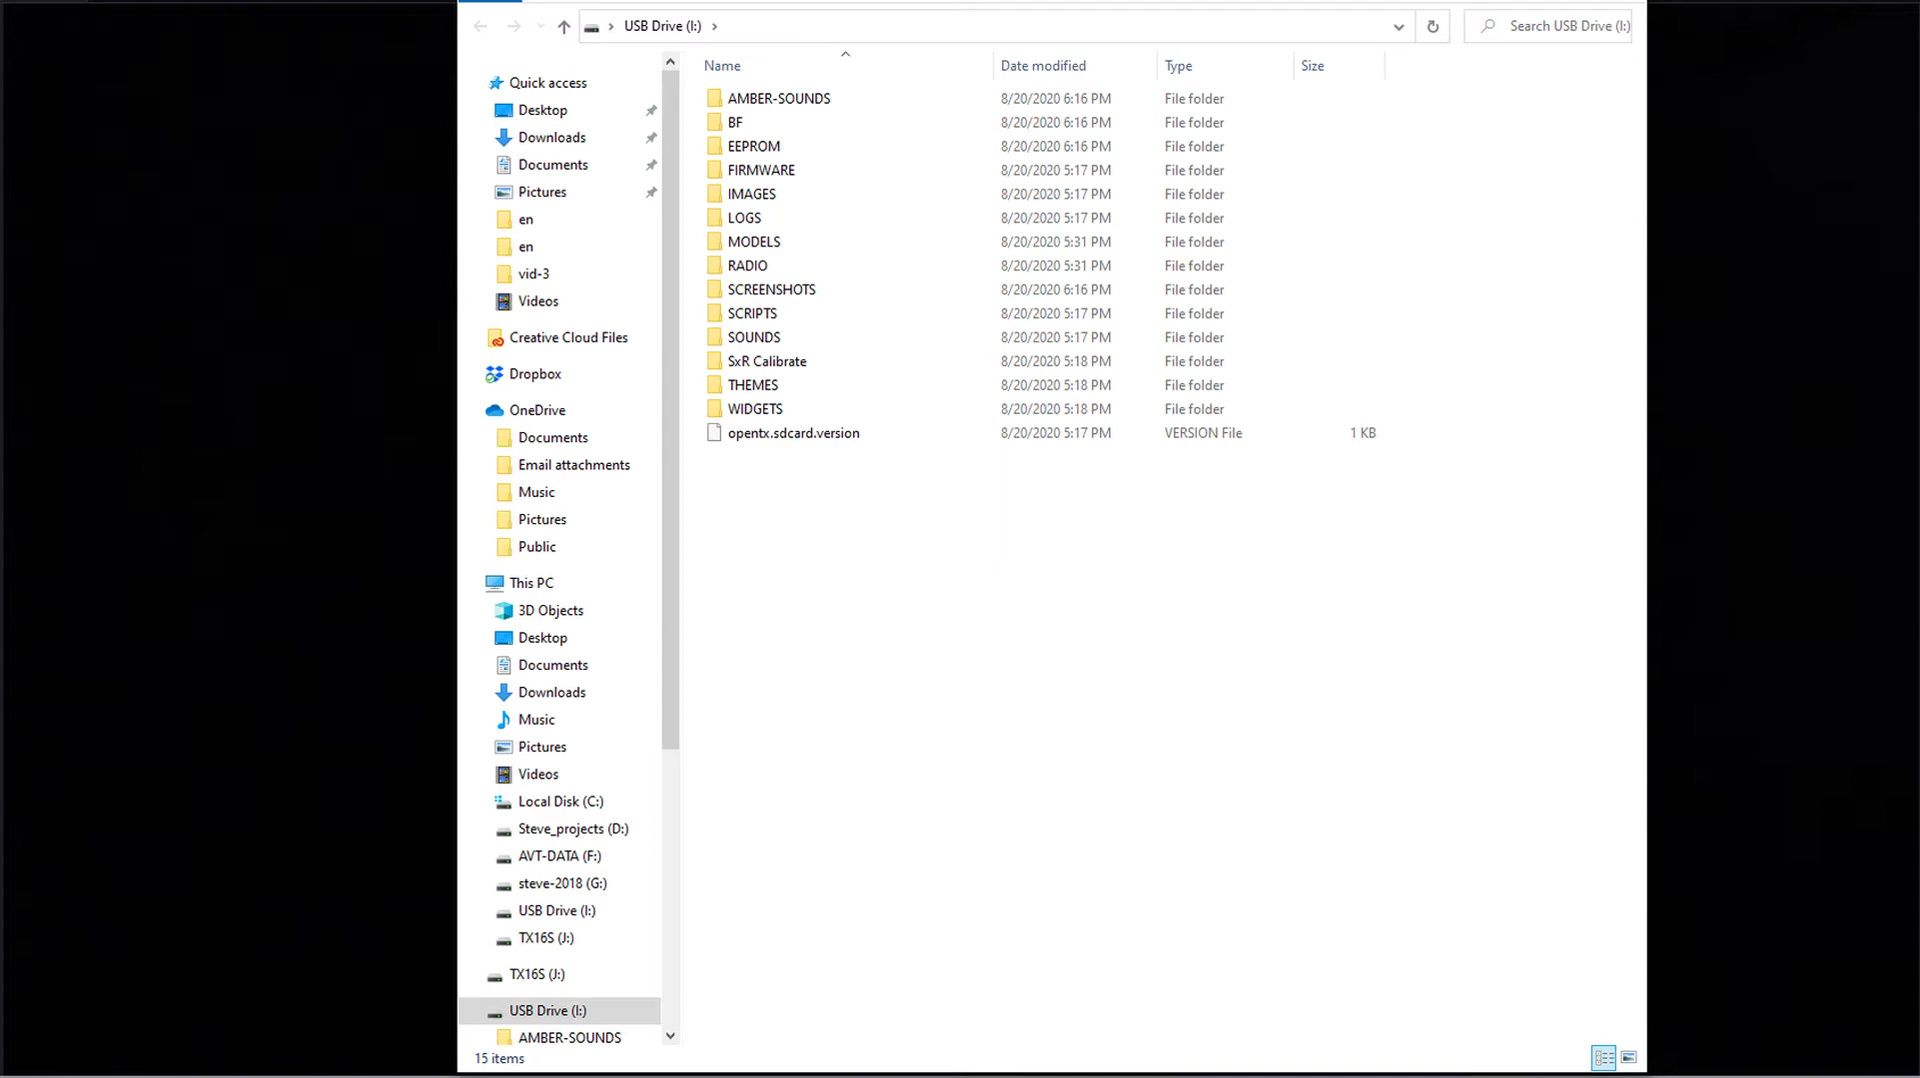 USB Drive (I:)
Search USB Drive (I:)
Name Date modified Type Size
AMBER-SOUNDS 8/20/2020 6:16 PM File folder
BF 8/20/2020 6:16 PM File folder
EEPROM 8/20/2020 6:16 PM File folder
FIRMWARE 8/20/2020 5:17 PM File folder
IMAGES 8/20/2020 5:17 PM File folder
LOGS 8/20/2020 5:17 PM File folder
MODELS 8/20/2020 5:31 PM File folder
RADIO 8/20/2020 5:31 PM File folder
SCREENSHOTS 8/20/2020 6:16 PM File folder
SCRIPTS 8/20/2020 5:17 PM File folder
SOUNDS 8/20/2020 5:17 PM File folder
SxR Calibrate 8/20/2020 5:18 PM File folder
THEMES 8/20/2020 5:18 PM File folder
WIDGETS 8/20/2020 5:18 PM File folder
opentx.sdcard.version 8/20/2020 5:17 PM VERSION File 1 KB
Quick access
Desktop
Downloads
Documents
Pictures
en
en
vid-3
Videos
Creative Cloud Files
Dropbox
OneDrive
Documents
Email attachments
Music
Pictures
Public
This PC
3D Objects
Desktop
Documents
Downloads
Music
Pictures
Videos
Local Disk (C:)
Steve_projects (D:)
AVT-DATA (F:)
steve-2018 (G:)
USB Drive (I:)
TX16S (J:)
TX16S (J:)
USB Drive (I:)
AMBER-SOUNDS
15 items